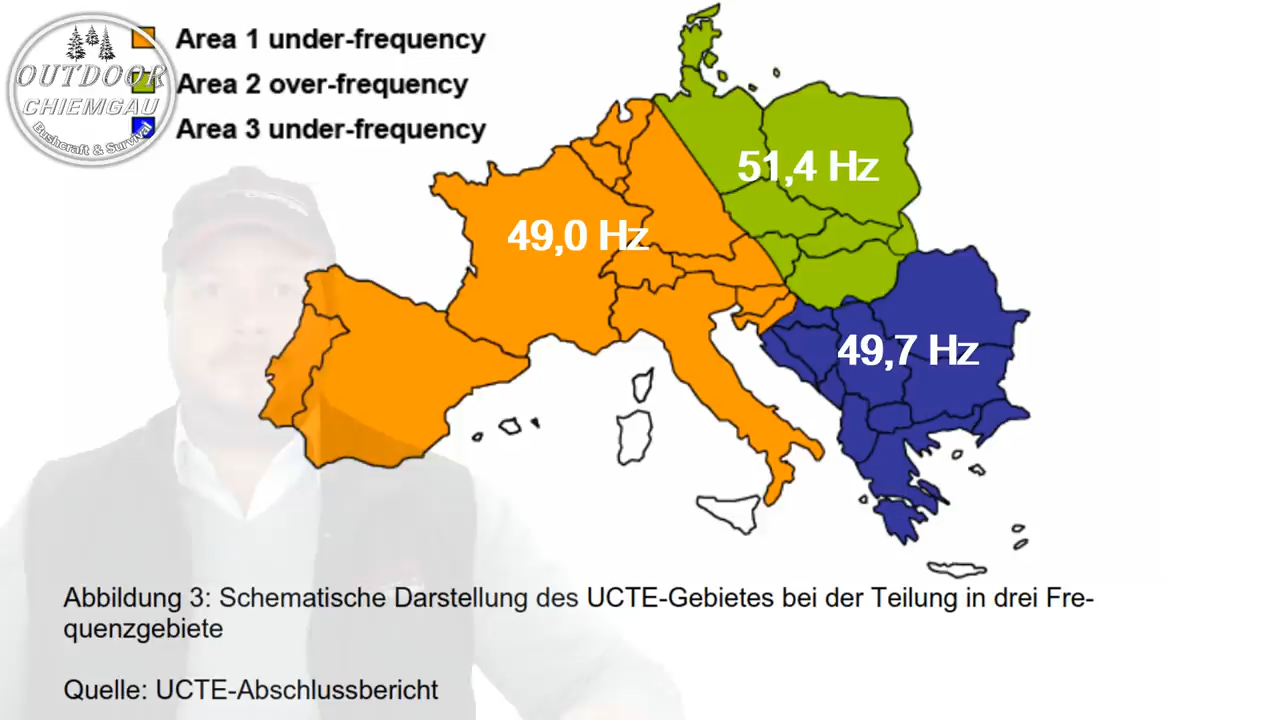 OUTDOOR
CHIEMGAU
Bushcraft & Survival
Area 1 under-frequency
Area 2 over-frequency
Area 3 under-frequency
51,4 Hz
49,0 Hz
49,7 Hz
Abbildung 3: Schematische Darstellung des UCTE-Gebietes bei der Teilung in drei Fre-
quenzgebiete
Quelle: UCTE-Abschlussbericht